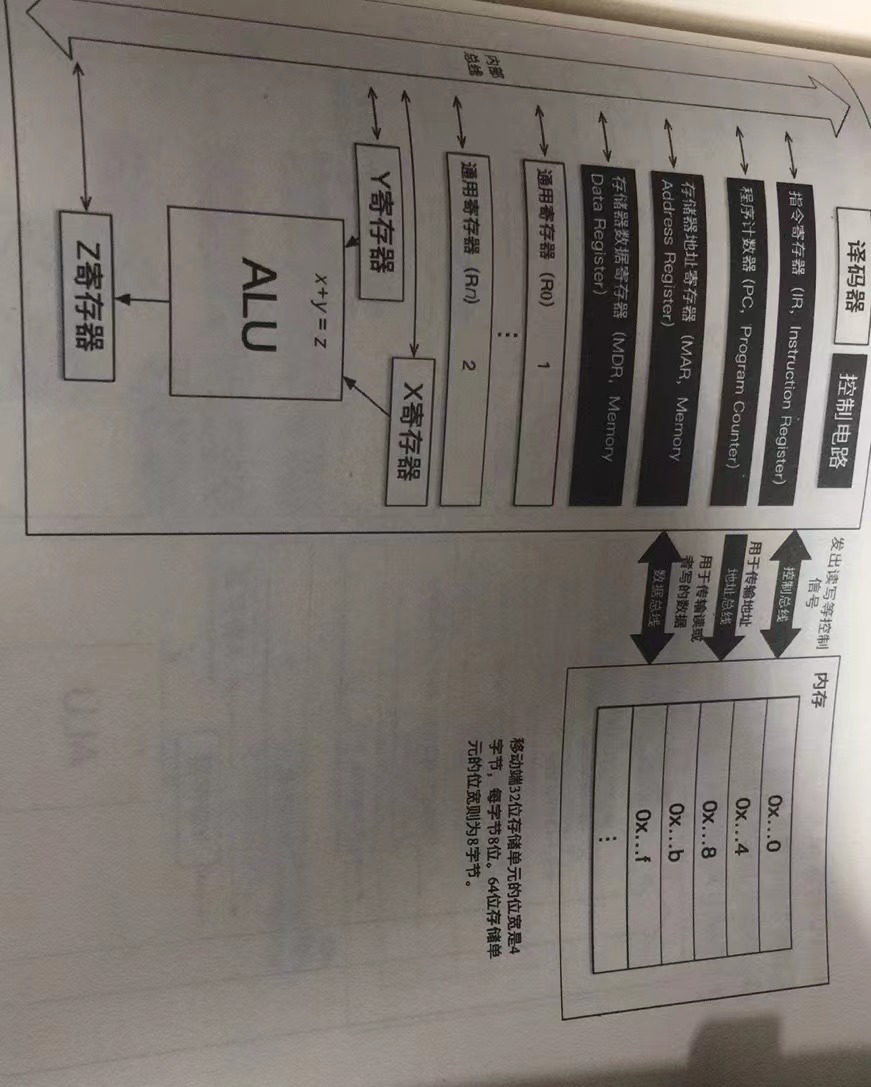 译码器
控制电路
指令寄存器（IR，Instruction Register）
程序计数器（PC，Program Counter）
存储器地址寄存器（MAR，Memory
Address Register）
存储器数据寄存器（MDR，Memory
Data Register）
通用寄存器（R0） 1
⋮
通用寄存器（Rn） 2
内部
总线
Y寄存器
X寄存器
x+y=z
ALU
Z寄存器
发出读写等控制
信号
控制总线
用于传输地址
地址总线
用于传输读或
者写的数据
数据总线
内存
0x…0
0x…4
0x…8
0x…b
0x…f
⋮
移动端32位存储单元的位宽是4
字节，每字节8位。64位存储单
元的位宽则为8字节。